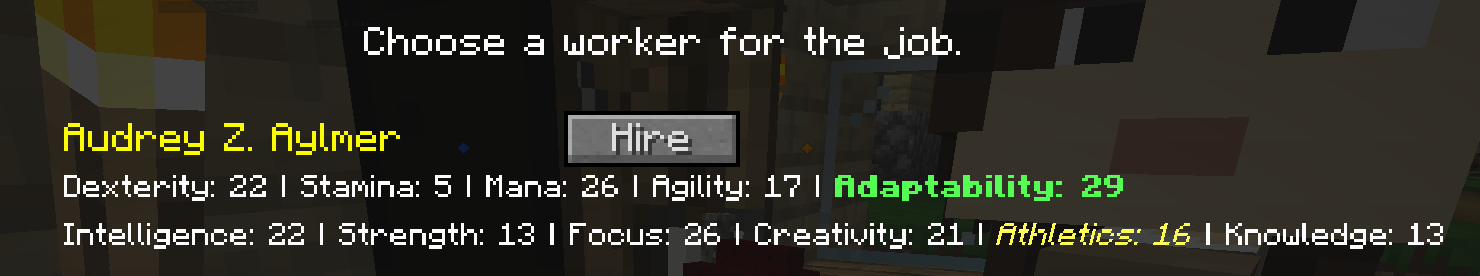 Choose a worker for the job.
Audrey Z. Aylmer Hire
Dexterity: 22 | Stamina: 5 | Mana: 26 | Agility: 17 | Adaptability: 29
Intelligence: 22 | Strength: 13 | Focus: 26 | Creativity: 21 | Athletics: 16 | Knowledge: 13